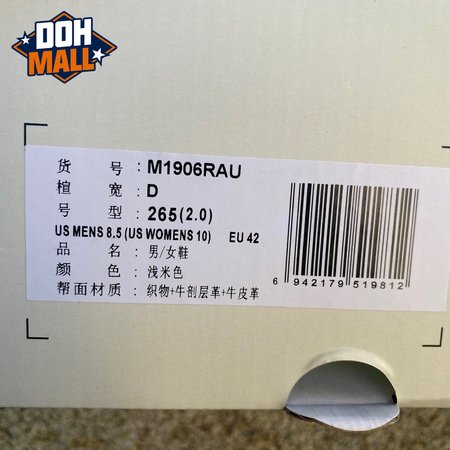 DOH
MALL
货 号 : M1906RAU
楦 宽 : D
号 型 : 265(2.0)
US MENS 8.5 (US WOMENS 10) EU 42
品 名 : 男/女鞋
颜 色 : 浅米色
帮面材质 : 织物+牛剖层革+牛皮革
6 942179 519812